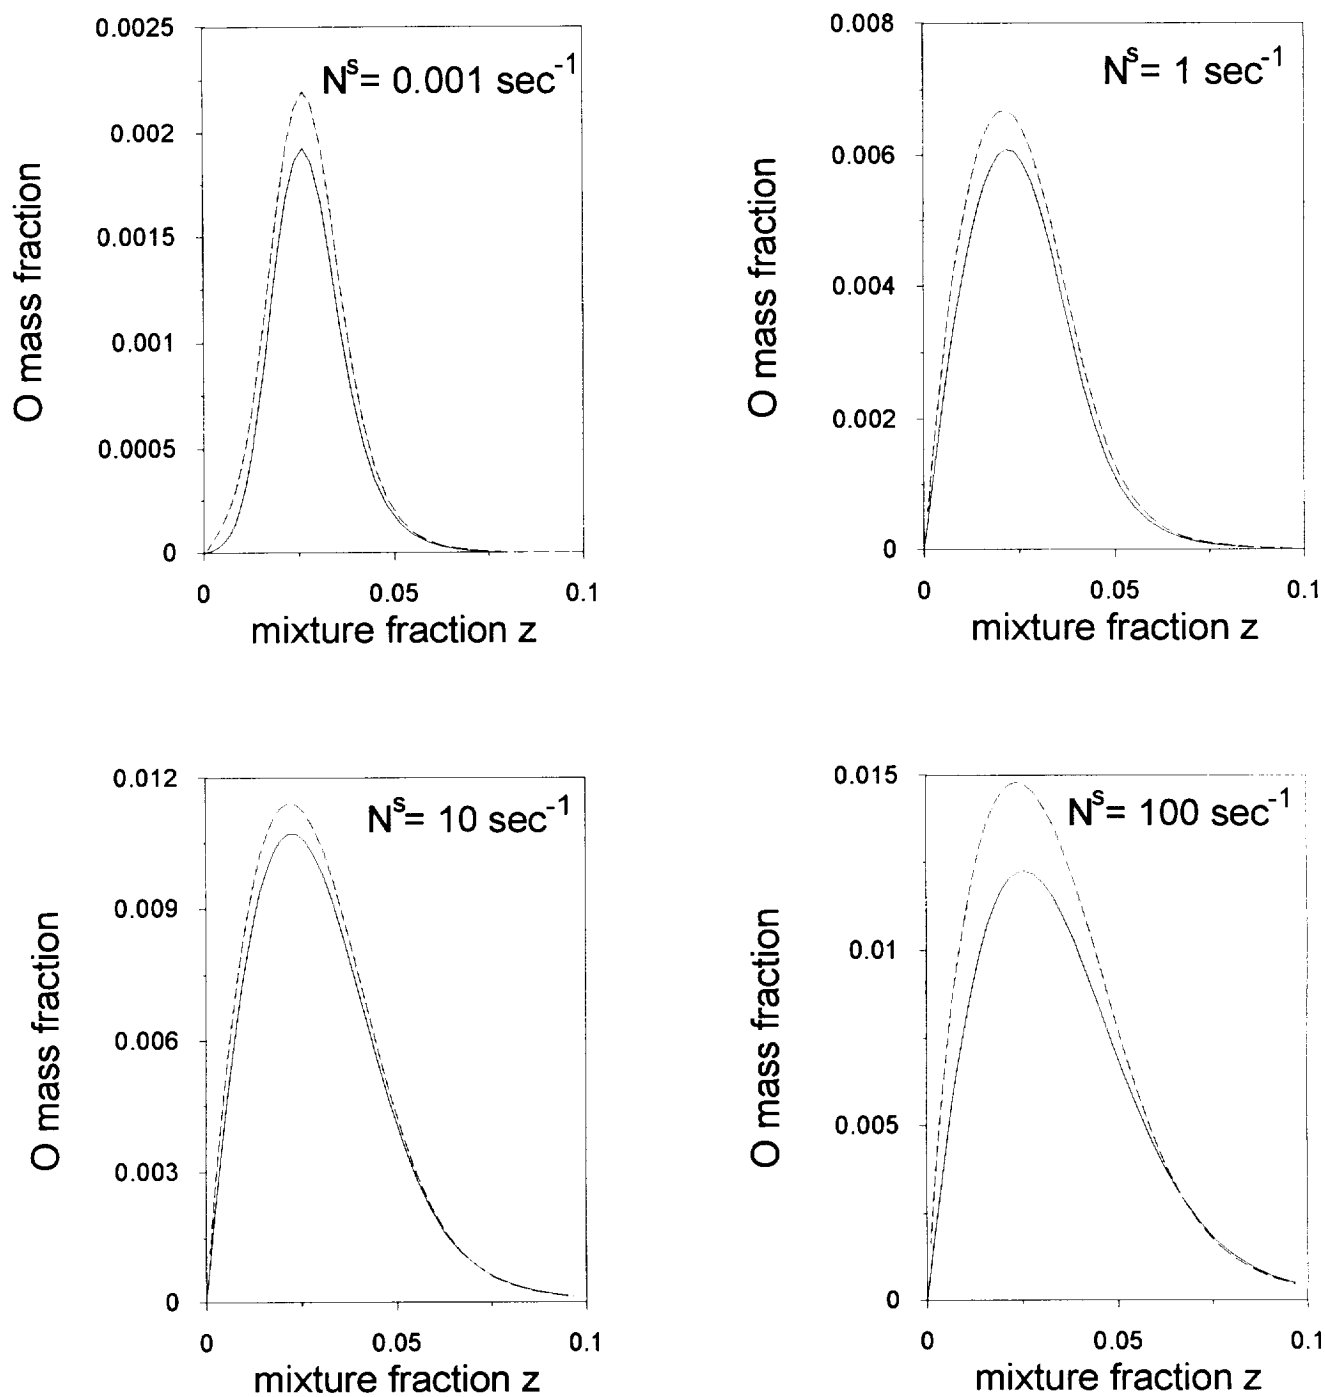 N^s= 0.001 sec^-1
O mass fraction
0.0025
0.002
0.0015
0.001
0.0005
0
0 0.05 0.1
mixture fraction z
N^s= 1 sec^-1
O mass fraction
0.008
0.006
0.004
0.002
0
0 0.05 0.1
mixture fraction z
N^s= 10 sec^-1
O mass fraction
0.012
0.009
0.006
0.003
0
0 0.05 0.1
mixture fraction z
N^s= 100 sec^-1
O mass fraction
0.015
0.01
0.005
0
0 0.05 0.1
mixture fraction z